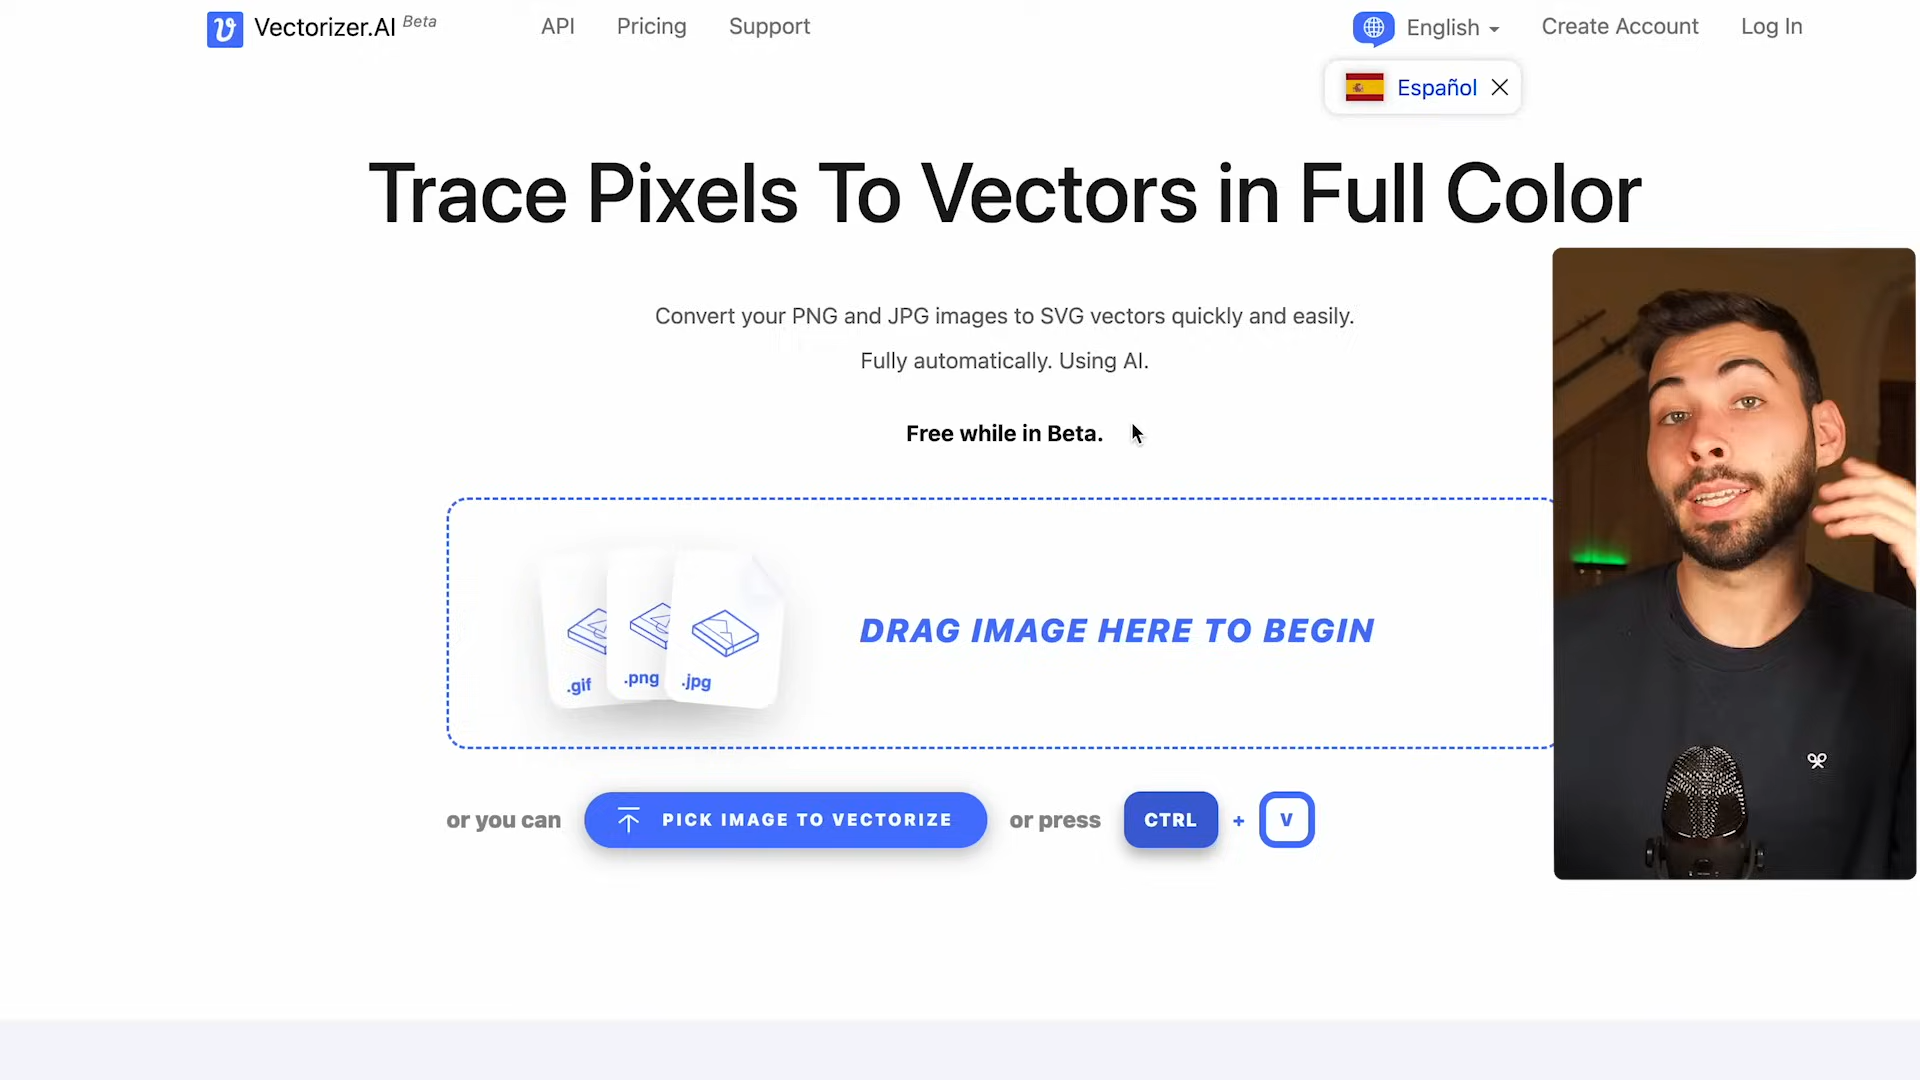 Vectorizer.AI Beta
API
Pricing
Support
English
Create Account
Log In
Español
Trace Pixels To Vectors in Full Color
Convert your PNG and JPG images to SVG vectors quickly and easily.
Fully automatically. Using AI.
Free while in Beta.
.gif
.png
.jpg
DRAG IMAGE HERE TO BEGIN
or you can
PICK IMAGE TO VECTORIZE
or press
CTRL
+
V